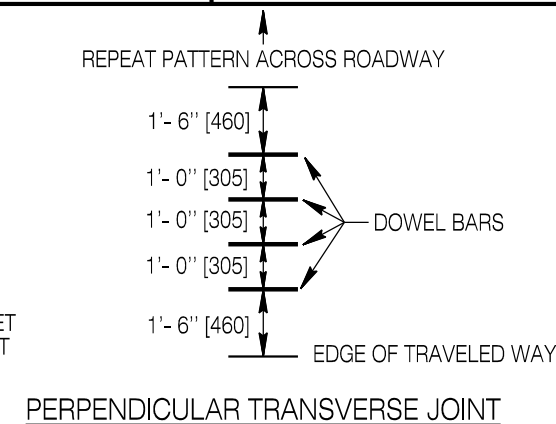 REPEAT PATTERN ACROSS ROADWAY
1'- 6'' [460]
1'- 0'' [305]
1'- 0'' [305]
DOWEL BARS
1'- 0'' [305]
1'- 6'' [460]
EDGE OF TRAVELED WAY
PERPENDICULAR TRANSVERSE JOINT